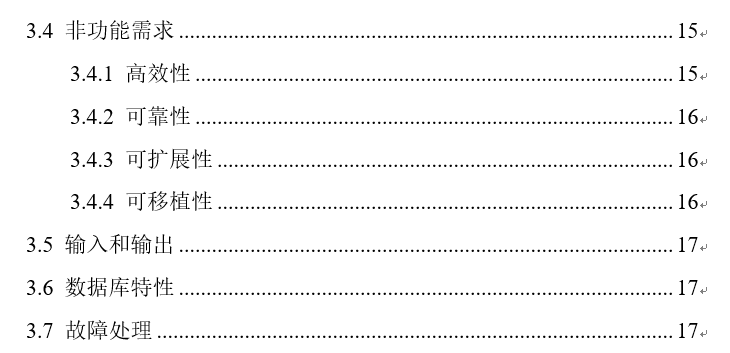 3.4 非功能需求........................................................................................15
3.4.1 高效性.....................................................................................15
3.4.2 可靠性.....................................................................................16
3.4.3 可扩展性.................................................................................16
3.4.4 可移植性.................................................................................16
3.5 输入和输出........................................................................................17
3.6 数据库特性........................................................................................17
3.7 故障处理............................................................................................17